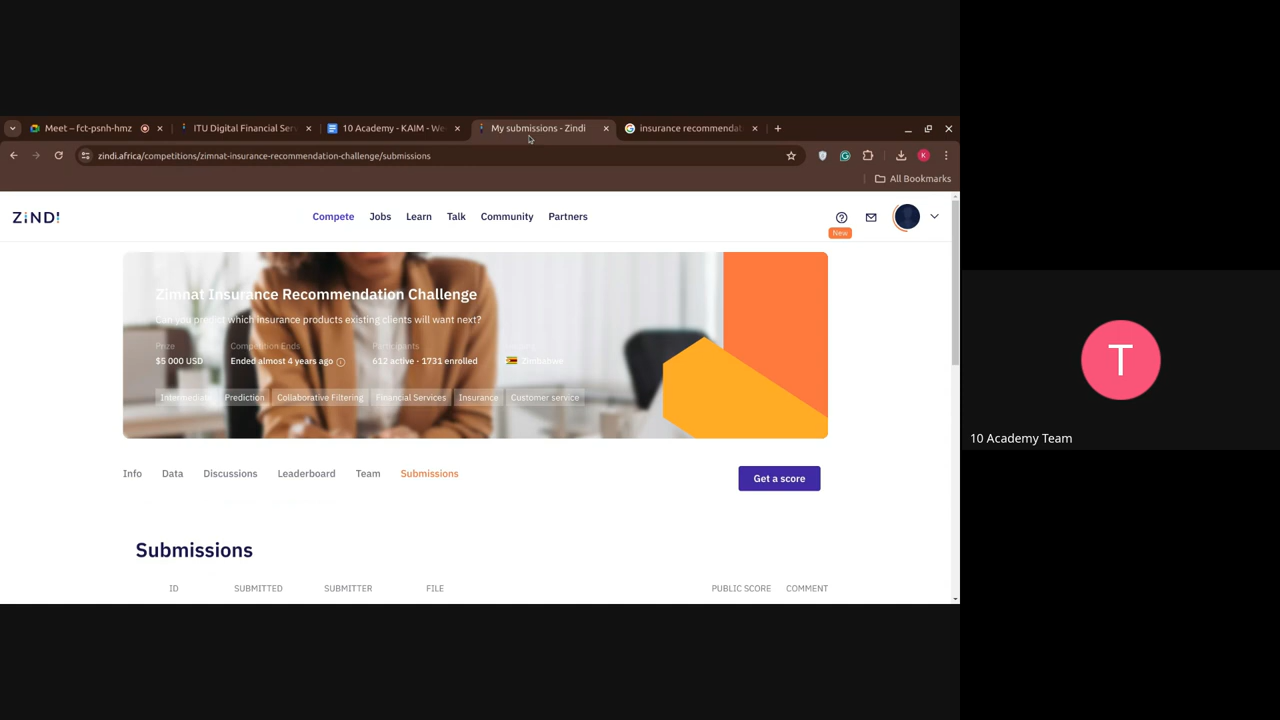 Meet – fct-psnh-hmz
ITU Digital Financial Ser
10 Academy - KAIM - We
My submissions - Zindi
insurance recommendat
zindi.africa/competitions/zimnat-insurance-recommendation-challenge/submissions
K
All Bookmarks
ZINDI
Compete Jobs Learn Talk Community Partners
New
Zimnat Insurance Recommendation Challenge
Can you predict which insurance products existing clients will want next?
Prize Competition Ends Participants
$5 000 USD Ended almost 4 years ago 612 active · 1731 enrolled Zimbabwe
Intermediate Prediction Collaborative Filtering Financial Services Insurance Customer service
Info Data Discussions Leaderboard Team Submissions
Get a score
Submissions
ID SUBMITTED SUBMITTER FILE PUBLIC SCORE COMMENT
T
10 Academy Team